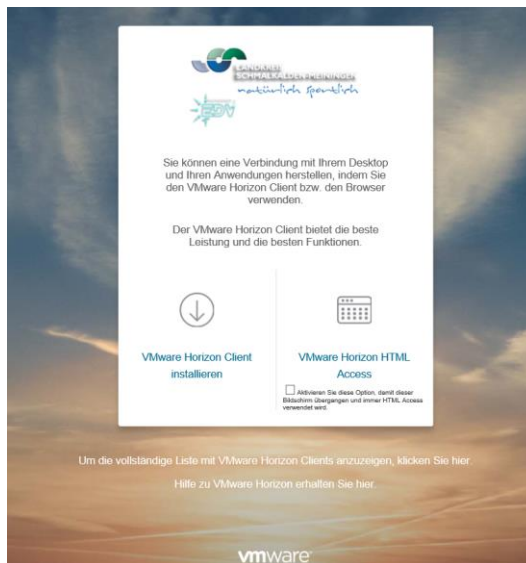 LANDKREIS
SCHMALKALDEN-MEININGEN
natürlich sportlich
EDV
Sie können eine Verbindung mit Ihrem Desktop
und Ihren Anwendungen herstellen, indem Sie
den VMware Horizon Client bzw. den Browser
verwenden.
Der VMware Horizon Client bietet die beste
Leistung und die besten Funktionen.
VMware Horizon Client
installieren
VMware Horizon HTML
Access
Aktivieren Sie diese Option, damit dieser
Bildschirm übergangen und immer HTML Access
verwendet wird.
Um die vollständige Liste mit VMware Horizon Clients anzuzeigen, klicken Sie hier.
Hilfe zu VMware Horizon erhalten Sie hier.
vmware